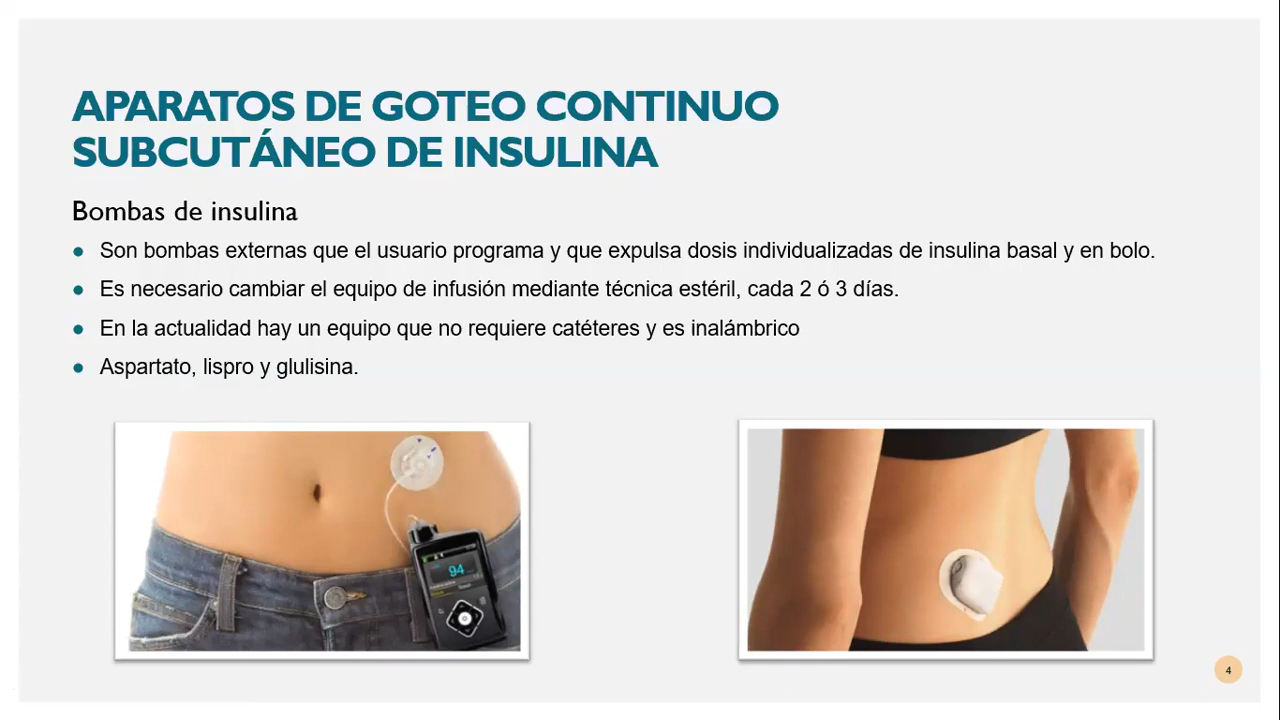 APARATOS DE GOTEO CONTINUO
SUBCUTÁNEO DE INSULINA
Bombas de insulina
● Son bombas externas que el usuario programa y que expulsa dosis individualizadas de insulina basal y en bolo.
● Es necesario cambiar el equipo de infusión mediante técnica estéril, cada 2 ó 3 días.
● En la actualidad hay un equipo que no requiere catéteres y es inalámbrico
● Aspartato, lispro y glulisina.
94
4